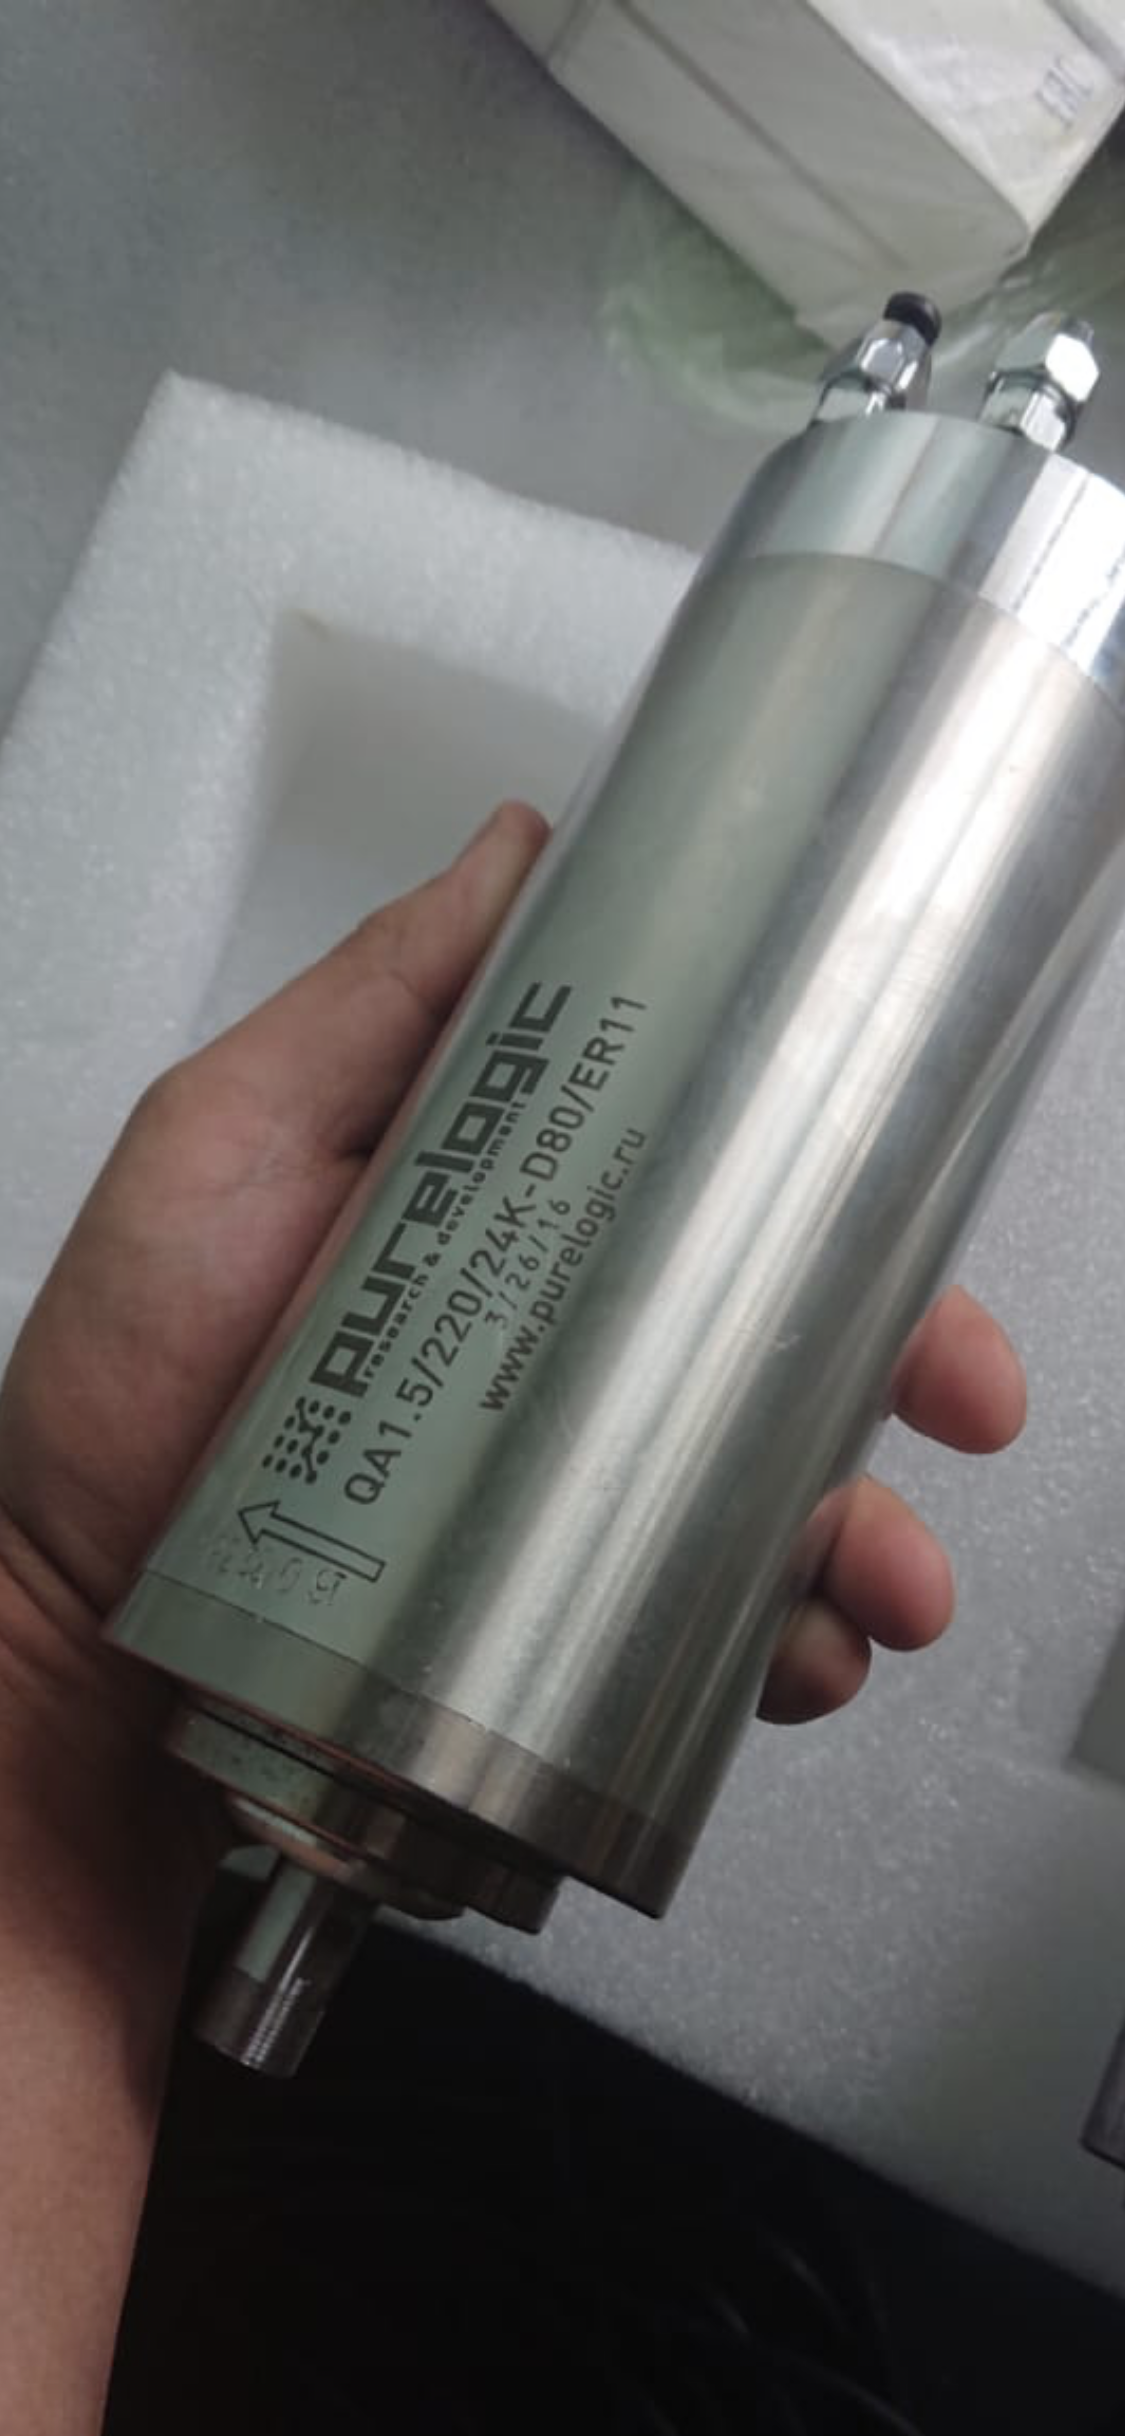 purelogic
research & development
QA1.5/220/24K-D80/ER11
3/26/16
www.purelogic.ru